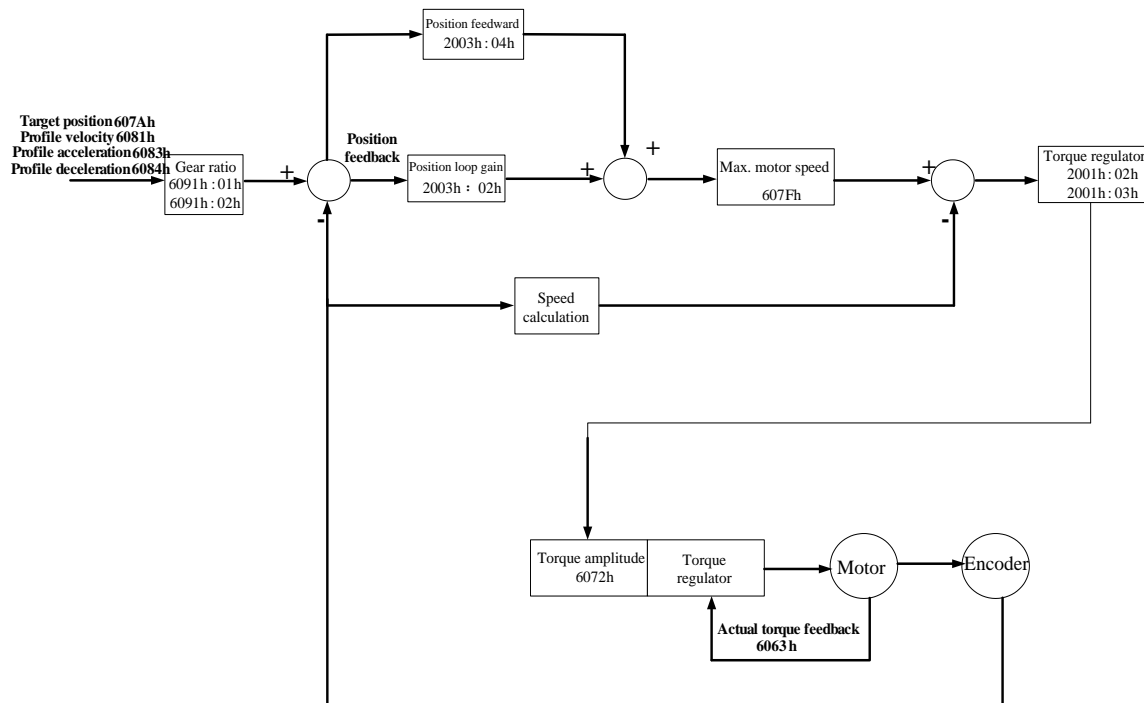 Position feedward
2003h : 04h
Target position 607Ah
Profile velocity 6081h
Profile acceleration 6083h
Profile deceleration 6084h
Gear ratio
6091h : 01h
6091h : 02h
+
-
Position
feedback
Position loop gain
2003h : 02h
+
+
Max. motor speed
607Fh
+
-
Torque regulator
2001h : 02h
2001h : 03h
Speed
calculation
Torque amplitude
6072h
Torque
regulator
Motor
Encoder
Actual torque feedback
6063h